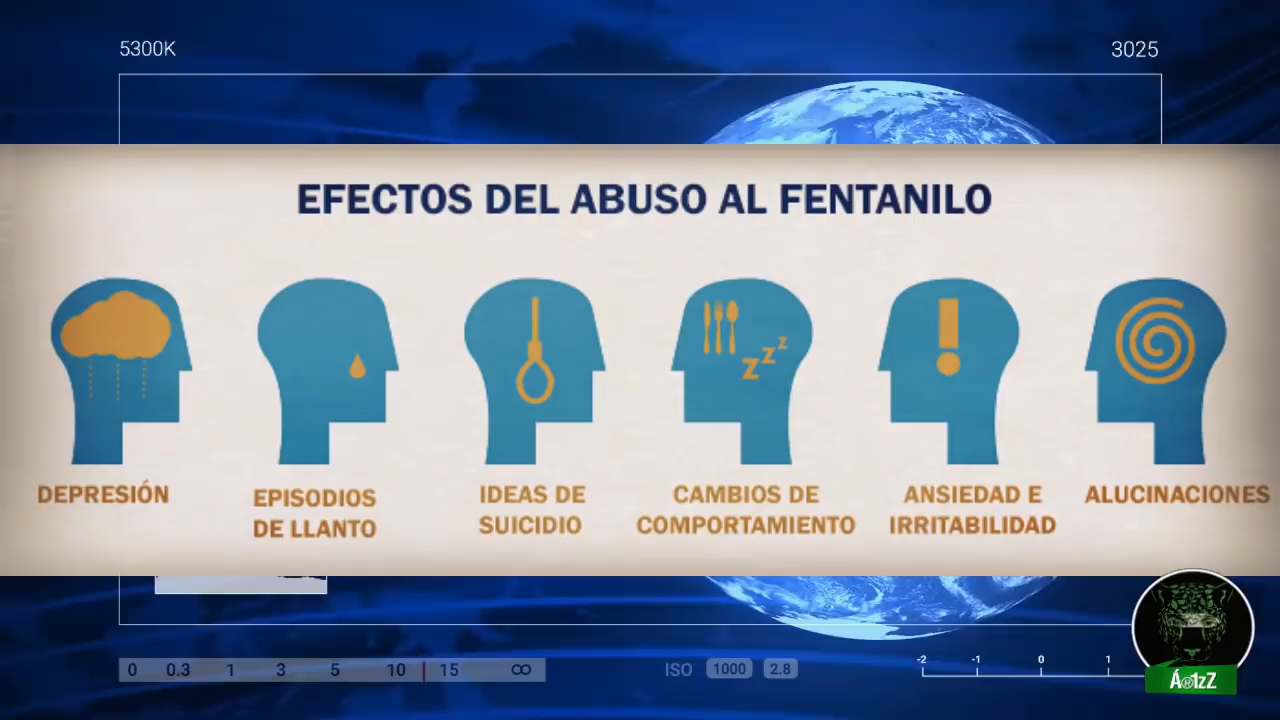 5300K
3025
EFECTOS DEL ABUSO AL FENTANILO
z z z
DEPRESIÓN
EPISODIOS
DE LLANTO
IDEAS DE
SUICIDIO
CAMBIOS DE
COMPORTAMIENTO
ANSIEDAD E
IRRITABILIDAD
ALUCINACIONES
0 0.3 1 3 5 10 15 ∞
ISO 1000 2.8
-2 -1 0 1
Á®1zZ